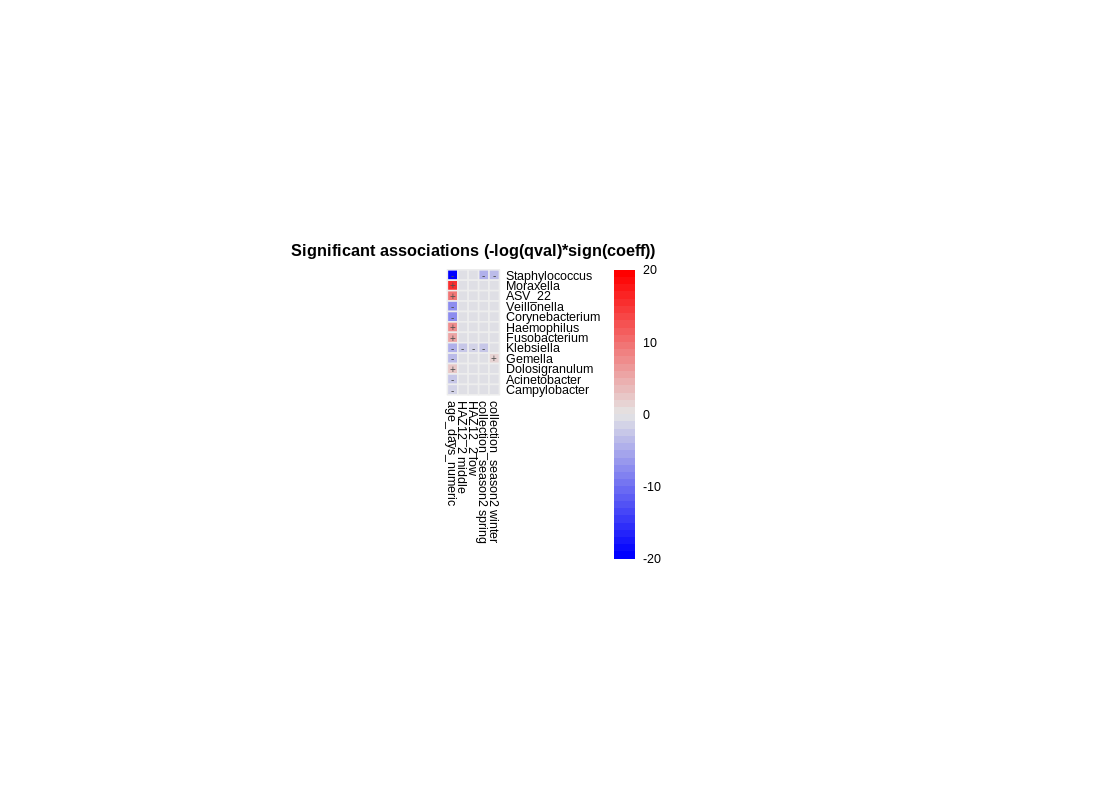 Significant associations (-log(qval)*sign(coeff))
- - Staphylococcus
+ Moraxella
+ ASV_22
- Veillonella
- Corynebacterium
+ Haemophilus
+ Fusobacterium
- - - - Klebsiella
- + Gemella
+ Dolosigranulum
- Acinetobacter
- Campylobacter
age_days_numeric
HAZ12_2 middle
HAZ12_2 low
collection_season2 spring
collection_season2 winter
20
10
0
-10
-20